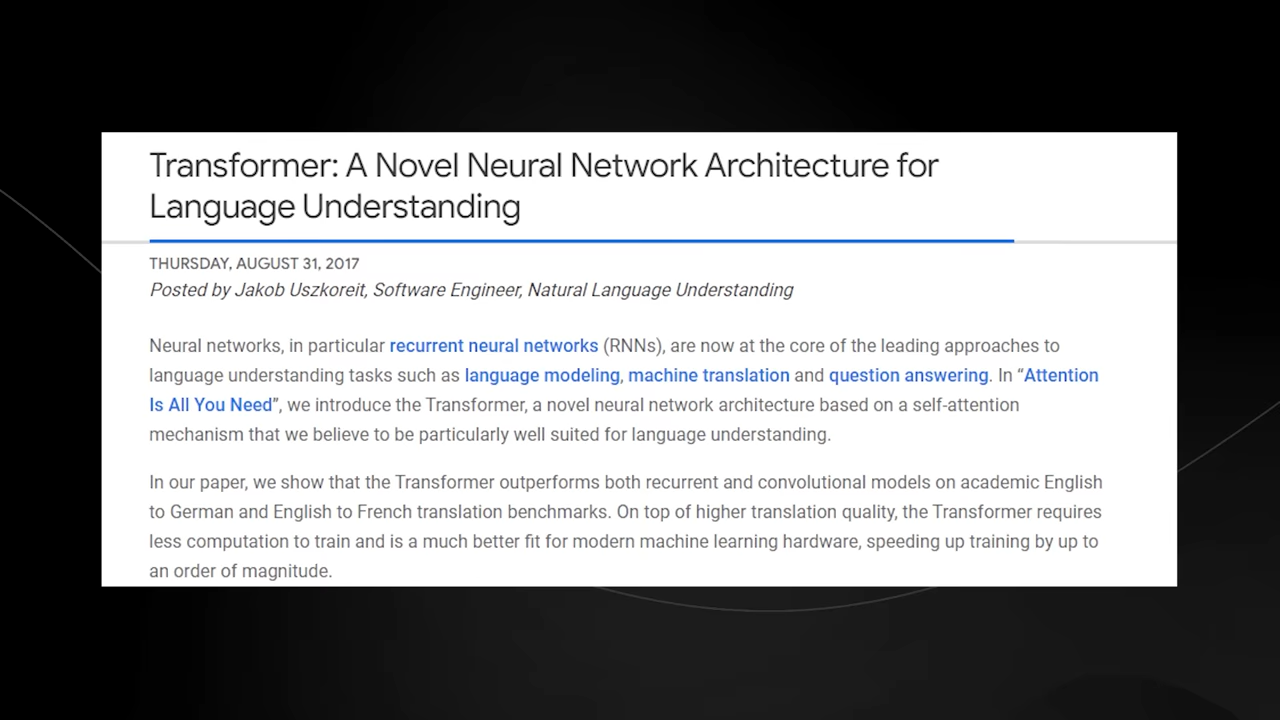 Transformer: A Novel Neural Network Architecture for
Language Understanding
THURSDAY, AUGUST 31, 2017
Posted by Jakob Uszkoreit, Software Engineer, Natural Language Understanding
Neural networks, in particular recurrent neural networks (RNNs), are now at the core of the leading approaches to
language understanding tasks such as language modeling, machine translation and question answering. In “Attention
Is All You Need”, we introduce the Transformer, a novel neural network architecture based on a self-attention
mechanism that we believe to be particularly well suited for language understanding.
In our paper, we show that the Transformer outperforms both recurrent and convolutional models on academic English
to German and English to French translation benchmarks. On top of higher translation quality, the Transformer requires
less computation to train and is a much better fit for modern machine learning hardware, speeding up training by up to
an order of magnitude.